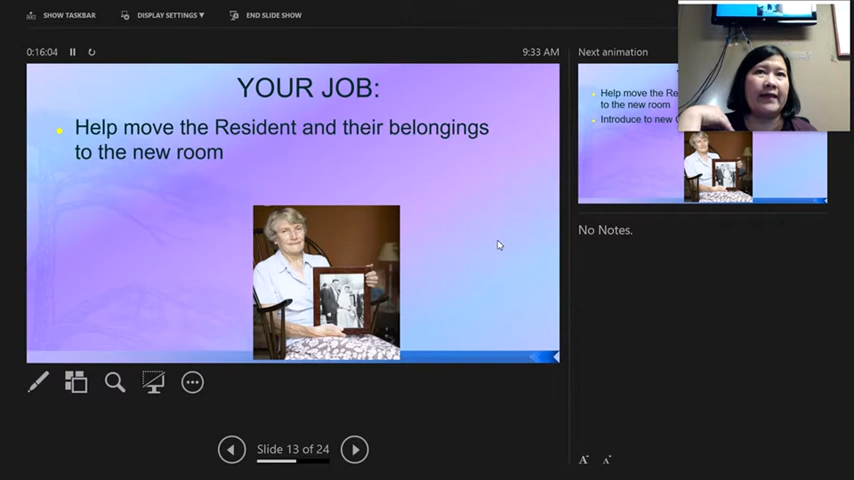 SHOW TASKBAR
DISPLAY SETTINGS ▼
END SLIDE SHOW
0:16:04
9:33 AM
Next animation
YOUR JOB:
Help move the Resident and their belongings
to the new room
Help move the Re
to the new room
Introduce to new
No Notes.
Slide 13 of 24
A
A